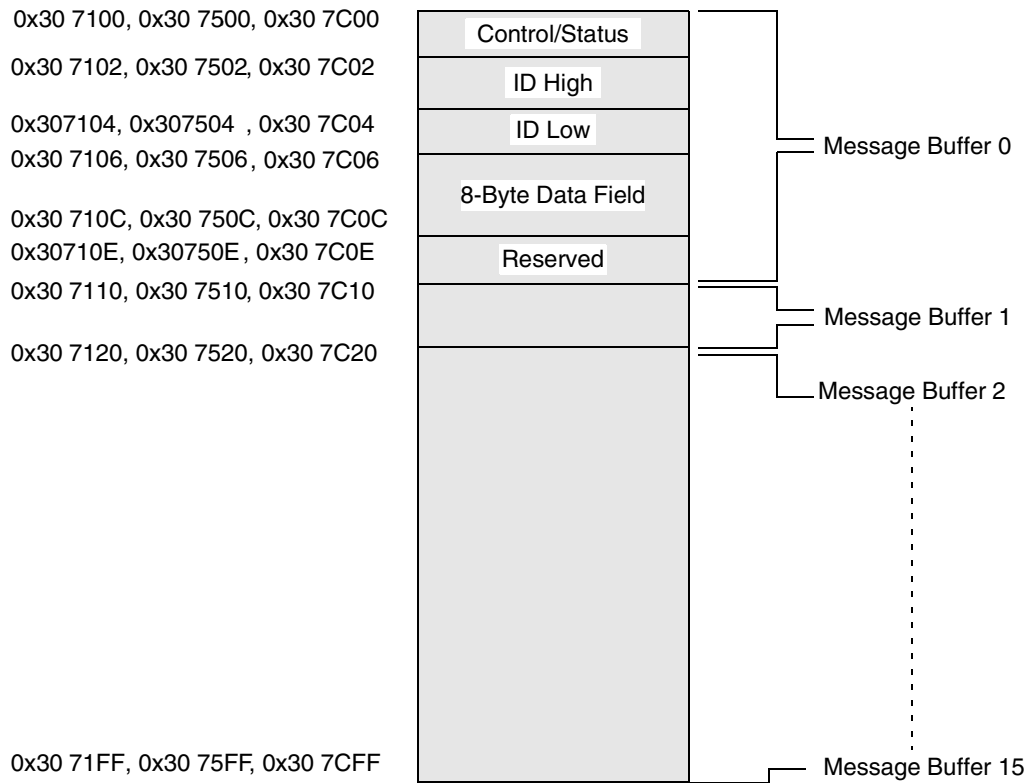 0x30 7100, 0x30 7500, 0x30 7C00
Control/Status
0x30 7102, 0x30 7502, 0x30 7C02
ID High
0x307104, 0x307504 , 0x30 7C04
ID Low
Message Buffer 0
0x30 7106, 0x30 7506, 0x30 7C06
8-Byte Data Field
0x30 710C, 0x30 750C, 0x30 7C0C
0x30710E, 0x30750E, 0x30 7C0E
Reserved
0x30 7110, 0x30 7510, 0x30 7C10
Message Buffer 1
0x30 7120, 0x30 7520, 0x30 7C20
Message Buffer 2
0x30 71FF, 0x30 75FF, 0x30 7CFF
Message Buffer 15